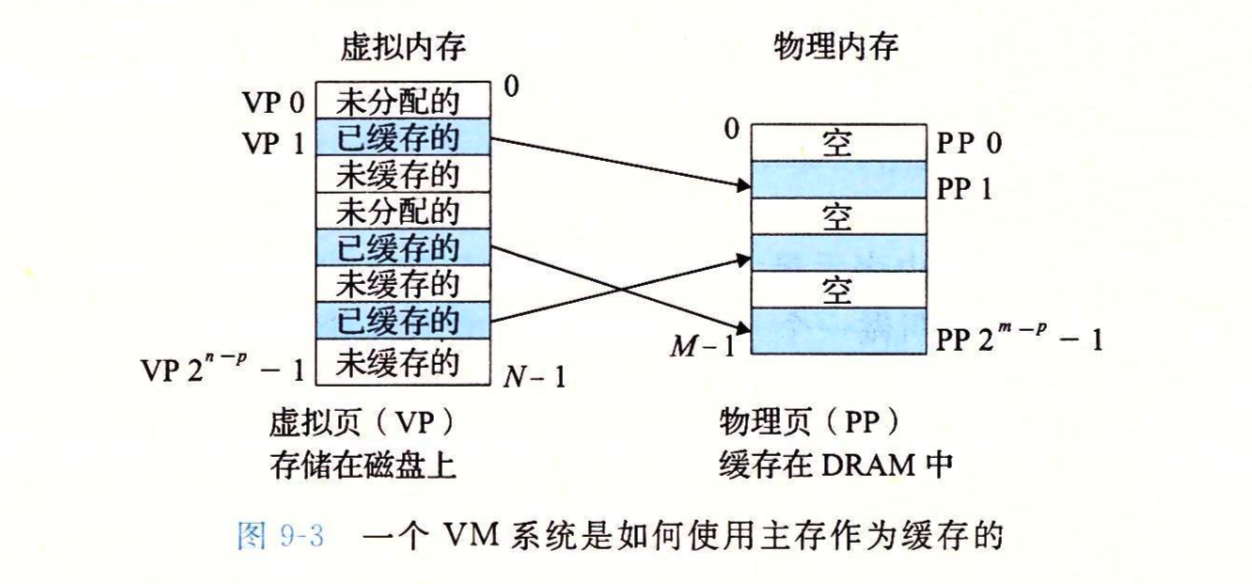 虚拟内存
物理内存
VP 0 未分配的 0
VP 1 已缓存的
未缓存的
未分配的
已缓存的
未缓存的
已缓存的
VP 2ⁿ⁻ᵖ − 1 未缓存的 N−1
0 空 PP 0
PP 1
空
空
M−1 PP 2ᵐ⁻ᵖ − 1
虚拟页（VP）
存储在磁盘上
物理页（PP）
缓存在 DRAM 中
图 9-3 一个 VM 系统是如何使用主存作为缓存的